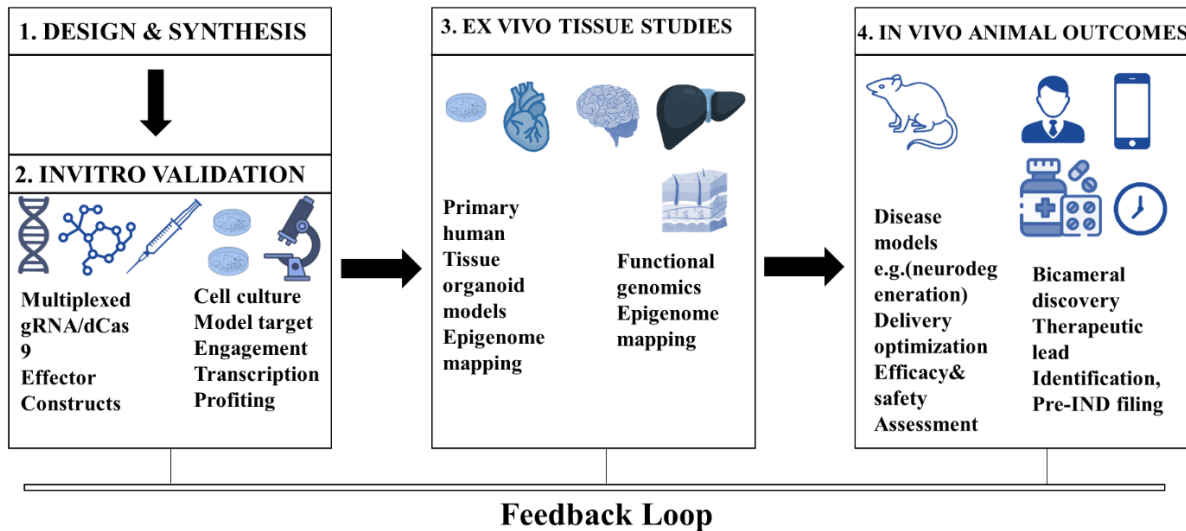 1. DESIGN & SYNTHESIS
2. INVITRO VALIDATION
Multiplexed
gRNA/dCas
9
Effector
Constructs
Cell culture
Model target
Engagement
Transcription
Profiting
3. EX VIVO TISSUE STUDIES
Primary
human
Tissue
organoid
models
Epigenome
mapping
Functional
genomics
Epigenome
mapping
4. IN VIVO ANIMAL OUTCOMES
Disease
models
e.g.(neurodeg
eneration)
Delivery
optimization
Efficacy&
safety
Assessment
Bicameral
discovery
Therapeutic
lead
Identification,
Pre-IND filing
Feedback Loop